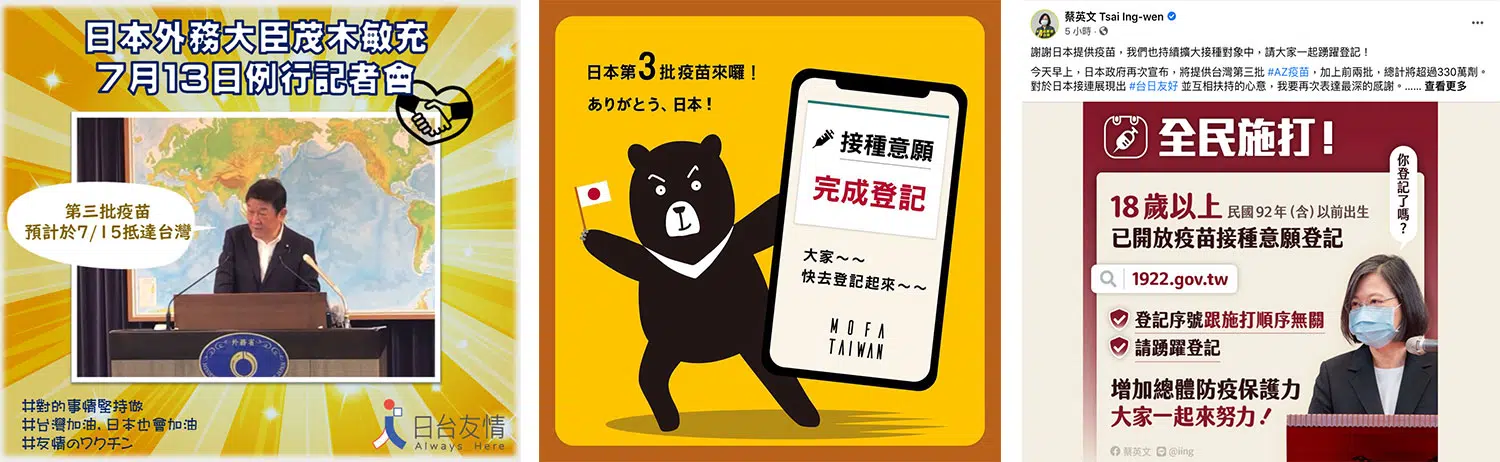 日本外務大臣茂木敏充
7月13日例行記者會
第三批疫苗
預計於7/15抵達台灣
外務省
#對的事情堅持做
#台灣加油,日本也會加油
#友情のワクチン
日台友情
Always Here
日本第3批疫苗來囉！
ありがとう、日本！
接種意願
完成登記
大家～～
快去登記起來～～
MOFA
TAIWAN
蔡英文 Tsai Ing-wen
5 小時 ·
謝謝日本提供疫苗，我們也持續擴大接種對象中，請大家一起踴躍登記！
今天早上，日本政府再次宣布，將提供台灣第三批 #AZ疫苗，加上前兩批，總計將超過330萬劑。
對於日本接連展現出 #台日友好 並互相扶持的心意，我要再次表達最深的感謝。...... 查看更多
全民施打！
你登記了嗎？
18歲以上 民國92年(含)以前出生
已開放疫苗接種意願登記
1922.gov.tw
登記序號跟施打順序無關
請踴躍登記
增加總體防疫保護力
大家一起來努力！
蔡英文 @iing